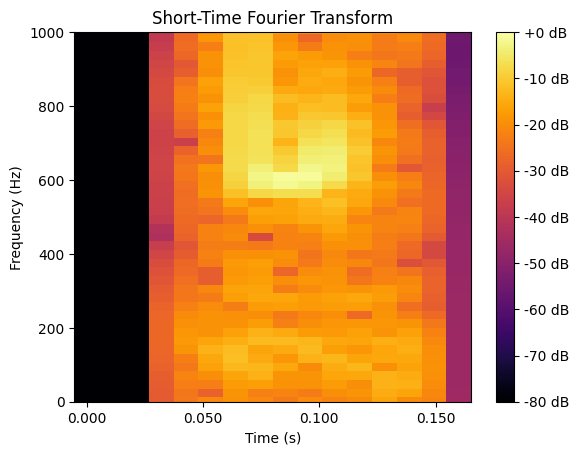 Short-Time Fourier Transform
1000
800
600
400
200
0
Frequency (Hz)
0.000
0.050
0.100
0.150
Time (s)
+0 dB
-10 dB
-20 dB
-30 dB
-40 dB
-50 dB
-60 dB
-70 dB
-80 dB